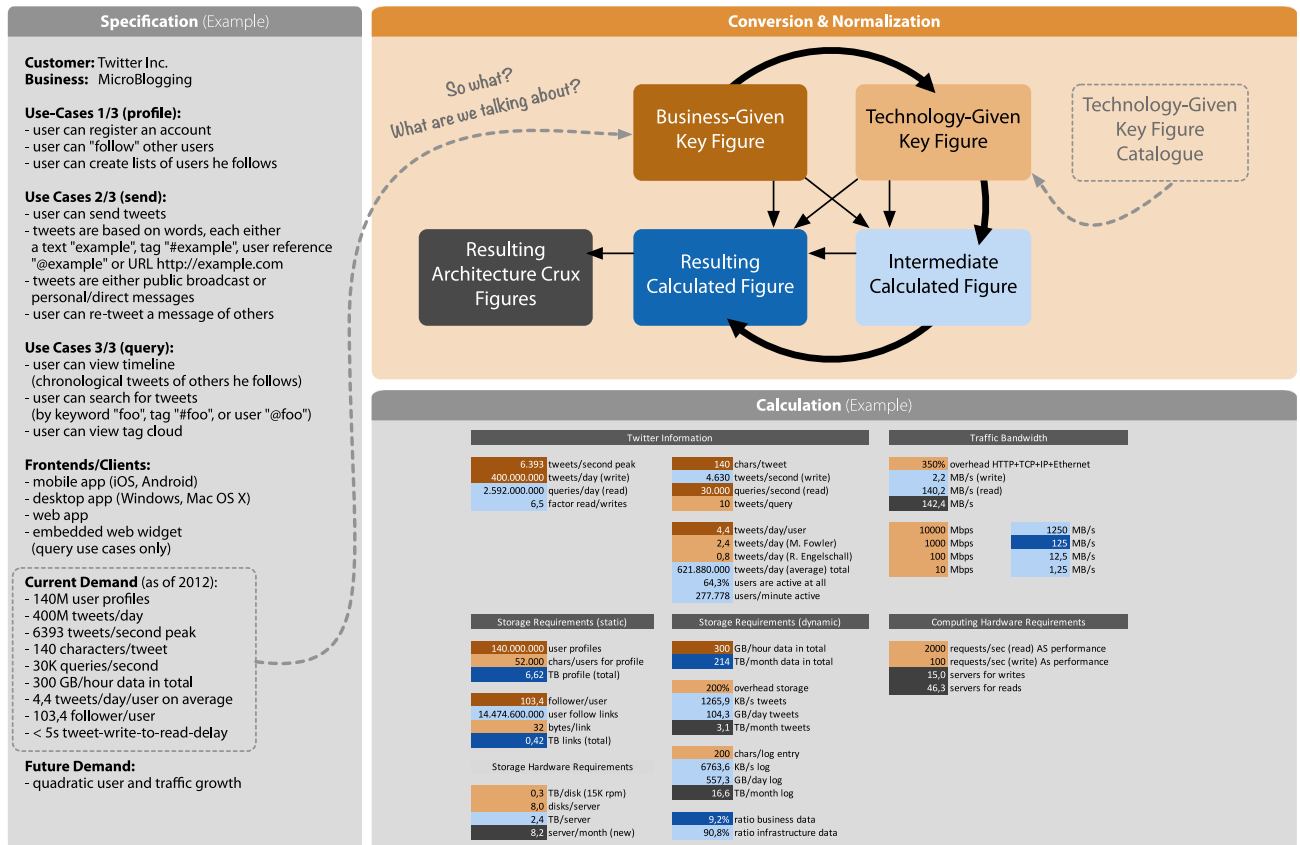 Specification (Example)
Customer: Twitter Inc.
Business: MicroBlogging
Use-Cases 1/3 (profile):
- user can register an account
- user can "follow" other users
- user can create lists of users he follows
Use Cases 2/3 (send):
- user can send tweets
- tweets are based on words, each either
a text "example", tag "#example", user reference
"@example" or URL http://example.com
- tweets are either public broadcast or
personal/direct messages
- user can re-tweet a message of others
Use Cases 3/3 (query):
- user can view timeline
(chronological tweets of others he follows)
- user can search for tweets
(by keyword "foo", tag "#foo", or user "@foo")
- user can view tag cloud
Frontends/Clients:
- mobile app (iOS, Android)
- desktop app (Windows, Mac OS X)
- web app
- embedded web widget
(query use cases only)
Current Demand (as of 2012):
- 140M user profiles
- 400M tweets/day
- 6393 tweets/second peak
- 140 characters/tweet
- 30K queries/second
- 300 GB/hour data in total
- 4,4 tweets/day/user on average
- 103,4 follower/user
- < 5s tweet-write-to-read-delay
Future Demand:
- quadratic user and traffic growth
Conversion & Normalization
So what?
What are we talking about?
Business-Given
Key Figure
Technology-Given
Key Figure
Technology-Given
Key Figure
Catalogue
Resulting
Architecture Crux
Figures
Resulting
Calculated Figure
Intermediate
Calculated Figure
Calculation (Example)
Twitter Information
6.393 tweets/second peak
400.000.000 tweets/day (write)
2.592.000.000 queries/day (read)
6,5 factor read/writes
140 chars/tweet
4.630 tweets/second (write)
30.000 queries/second (read)
10 tweets/query
4,4 tweets/day/user
2,4 tweets/day (M. Fowler)
0,8 tweets/day (R. Engelschall)
621.880.000 tweets/day (average) total
64,3% users are active at all
277.778 users/minute active
Traffic Bandwidth
350% overhead HTTP+TCP+IP+Ethernet
2,2 MB/s (write)
140,2 MB/s (read)
142,4 MB/s
10000 Mbps 1250 MB/s
1000 Mbps 125 MB/s
100 Mbps 12,5 MB/s
10 Mbps 1,25 MB/s
Storage Requirements (static)
140.000.000 user profiles
52.000 chars/users for profile
6,62 TB profile (total)
103,4 follower/user
14.474.600.000 user follow links
32 bytes/link
0,42 TB links (total)
Storage Hardware Requirements
0,3 TB/disk (15K rpm)
8,0 disks/server
2,4 TB/server
8,2 server/month (new)
Storage Requirements (dynamic)
300 GB/hour data in total
214 TB/month data in total
200% overhead storage
1265,9 KB/s tweets
104,3 GB/day tweets
3,1 TB/month tweets
200 chars/log entry
6763,6 KB/s log
557,3 GB/day log
16,6 TB/month log
9,2% ratio business data
90,8% ratio infrastructure data
Computing Hardware Requirements
2000 requests/sec (read) AS performance
100 requests/sec (write) As performance
15,0 servers for writes
46,3 servers for reads